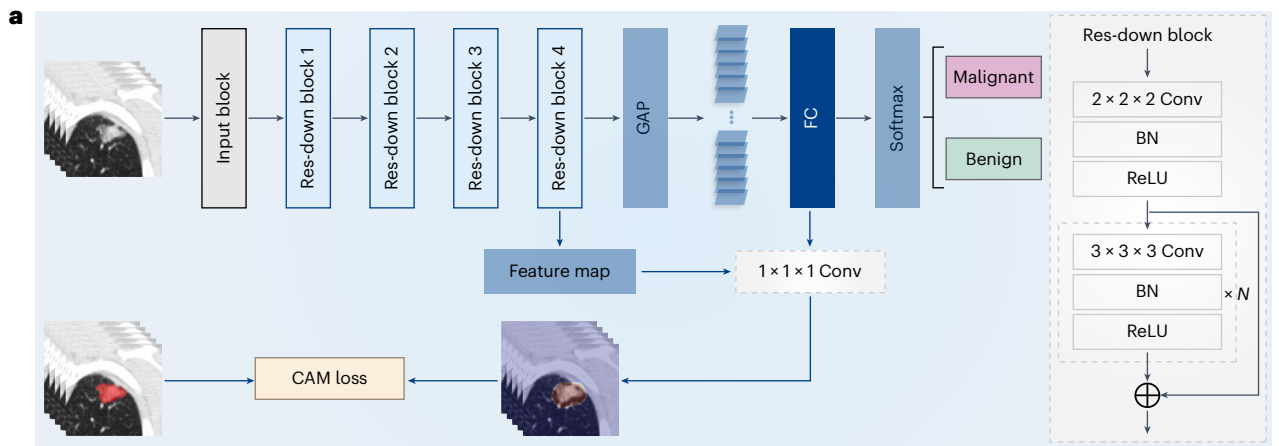 a
Input block
Res-down block 1
Res-down block 2
Res-down block 3
Res-down block 4
GAP
FC
Softmax
Malignant
Benign
Feature map
1 × 1 × 1 Conv
CAM loss
Res-down block
2 × 2 × 2 Conv
BN
ReLU
3 × 3 × 3 Conv
BN
ReLU
× N